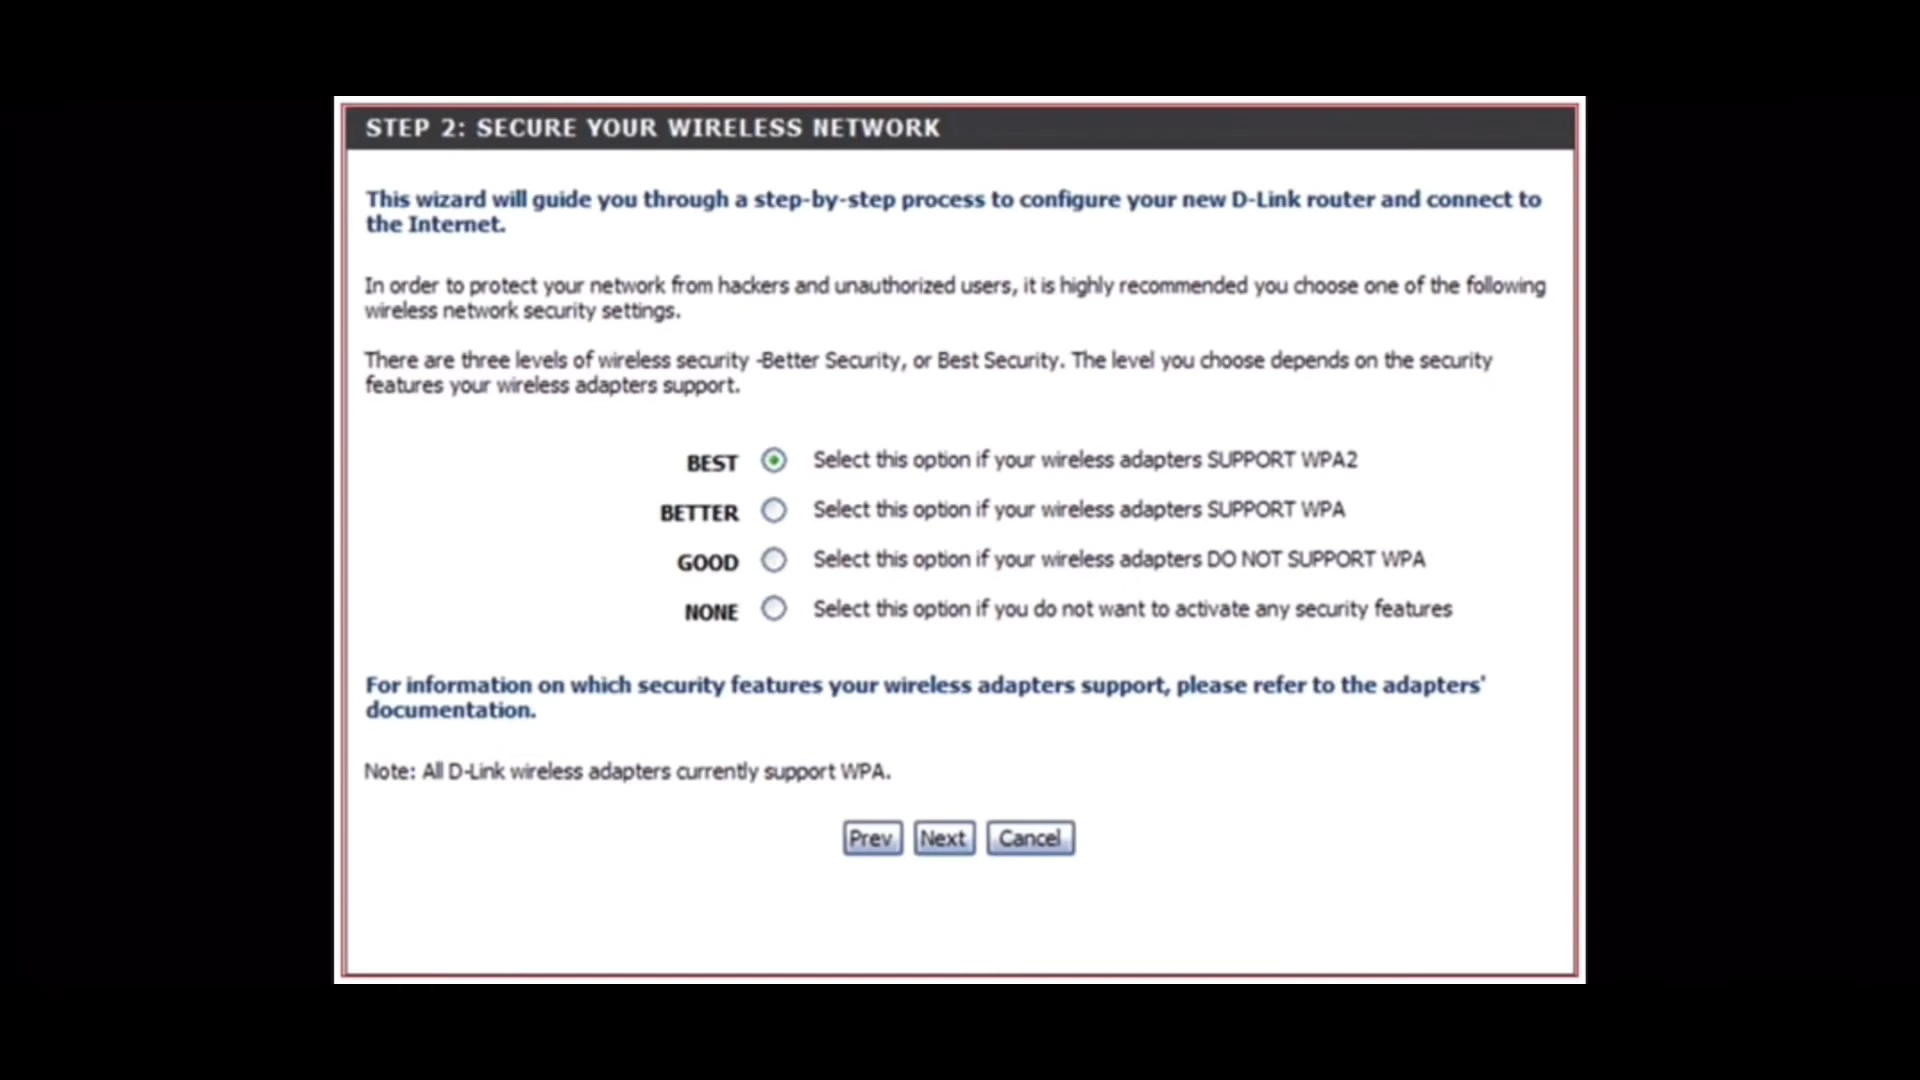 STEP 2: SECURE YOUR WIRELESS NETWORK
This wizard will guide you through a step-by-step process to configure your new D-Link router and connect to
the Internet.
In order to protect your network from hackers and unauthorized users, it is highly recommended you choose one of the following
wireless network security settings.
There are three levels of wireless security -Better Security, or Best Security. The level you choose depends on the security
features your wireless adapters support.
BEST Select this option if your wireless adapters SUPPORT WPA2
BETTER Select this option if your wireless adapters SUPPORT WPA
GOOD Select this option if your wireless adapters DO NOT SUPPORT WPA
NONE Select this option if you do not want to activate any security features
For information on which security features your wireless adapters support, please refer to the adapters'
documentation.
Note: All D-Link wireless adapters currently support WPA.
Prev Next Cancel